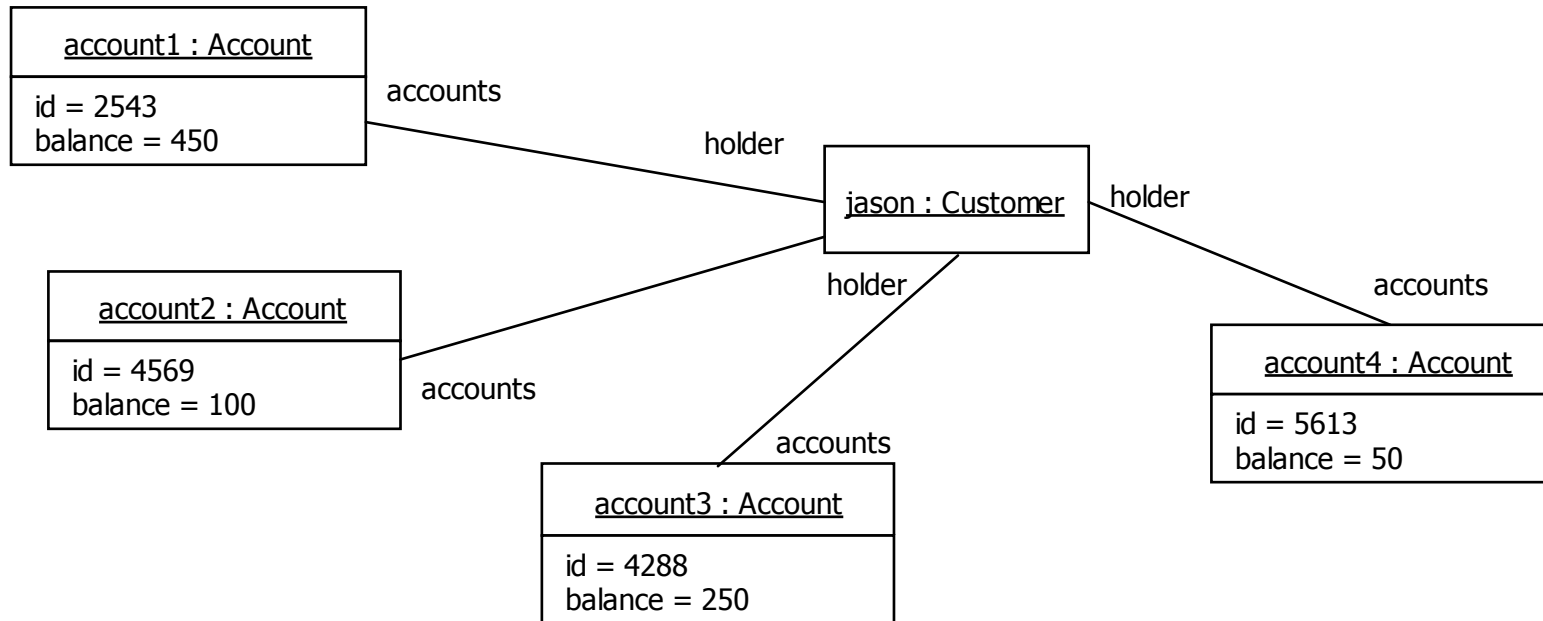 account1 : Account
id = 2543
balance = 450
accounts
holder
jason : Customer
holder
holder
accounts
account2 : Account
id = 4569
balance = 100
accounts
account4 : Account
id = 5613
balance = 50
accounts
account3 : Account
id = 4288
balance = 250